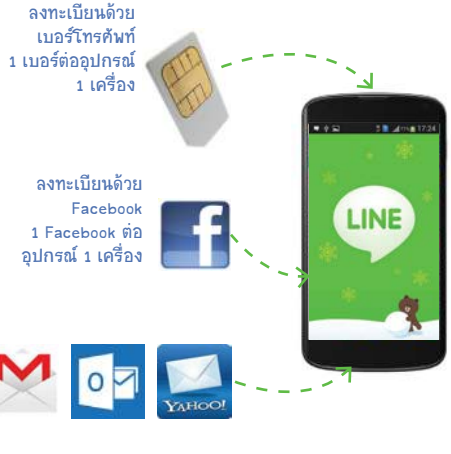 ลงทะเบียนด้วย
เบอร์โทรศัพท์
1 เบอร์ต่ออุปกรณ์
1 เครื่อง
17:24
LINE
ลงทะเบียนด้วย
Facebook
1 Facebook ต่อ
อุปกรณ์ 1 เครื่อง
f
YAHOO!